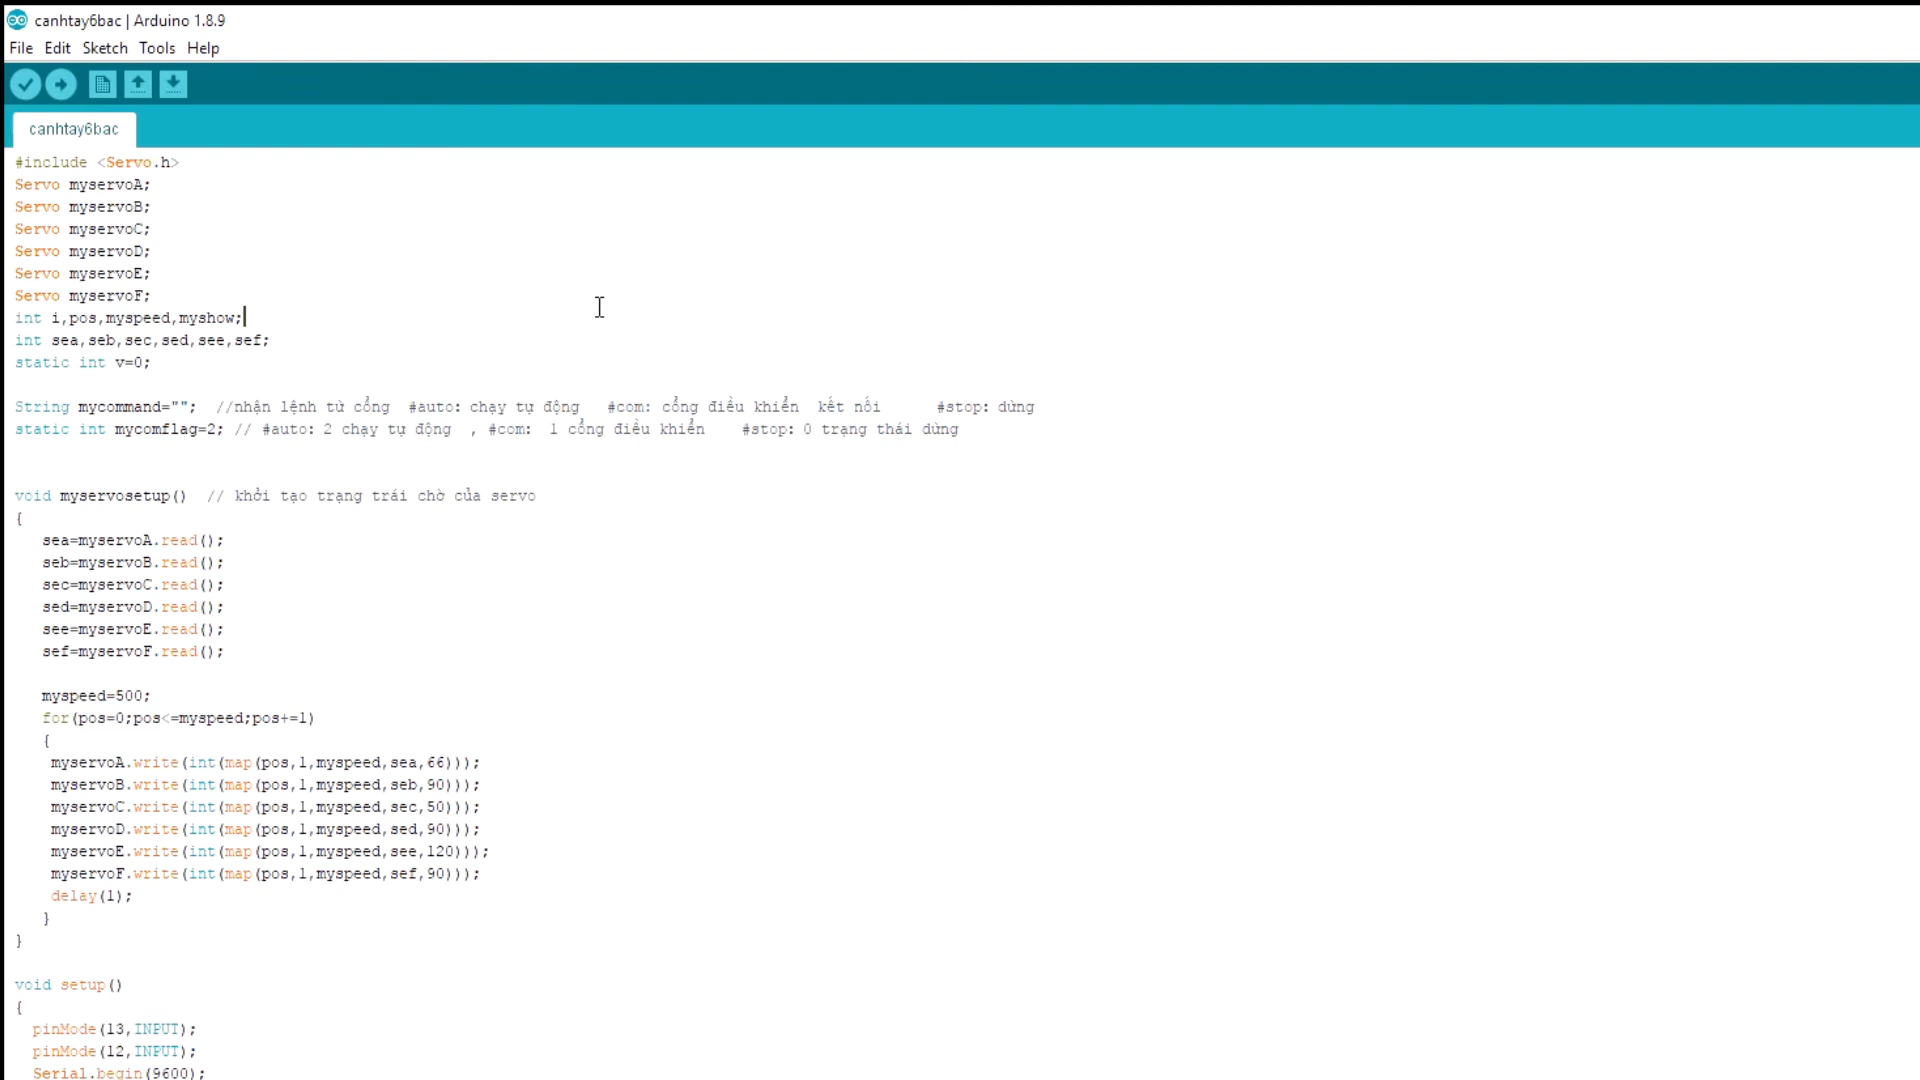 canhtay6bac | Arduino 1.8.9
File Edit Sketch Tools Help
canhtay6bac
#include <Servo.h>
Servo myservoA;
Servo myservoB;
Servo myservoC;
Servo myservoD;
Servo myservoE;
Servo myservoF;
int i,pos,myspeed,myshow;
int sea,seb,sec,sed,see,sef;
static int v=0;
String mycommand=""; //nhận lệnh từ cổng #auto: chạy tự động #com: cổng điều khiển kết nối #stop: dừng
static int mycomflag=2; // #auto: 2 chạy tự động , #com: 1 cổng điều khiển #stop: 0 trạng thái dừng
void myservosetup() // khởi tạo trạng trái chờ của servo
{
sea=myservoA.read();
seb=myservoB.read();
sec=myservoC.read();
sed=myservoD.read();
see=myservoE.read();
sef=myservoF.read();
myspeed=500;
for(pos=0;pos<=myspeed;pos+=1)
{
myservoA.write(int(map(pos,1,myspeed,sea,66)));
myservoB.write(int(map(pos,1,myspeed,seb,90)));
myservoC.write(int(map(pos,1,myspeed,sec,50)));
myservoD.write(int(map(pos,1,myspeed,sed,90)));
myservoE.write(int(map(pos,1,myspeed,see,120)));
myservoF.write(int(map(pos,1,myspeed,sef,90)));
delay(1);
}
}
void setup()
{
pinMode(13,INPUT);
pinMode(12,INPUT);
Serial.begin(9600);